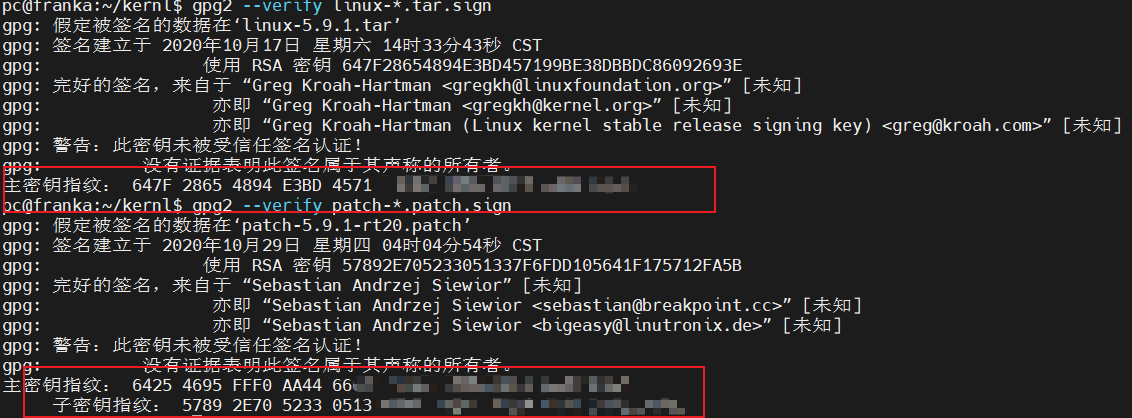 pc@franka:~/kernl$ gpg2 --verify linux-*.tar.sign
gpg: 假定被签名的数据在‘linux-5.9.1.tar’
gpg: 签名建立于 2020年10月17日 星期六 14时33分43秒 CST
gpg: 使用 RSA 密钥 647F28654894E3BD457199BE38DBBDC86092693E
gpg: 完好的签名，来自于 “Greg Kroah-Hartman <gregkh@linuxfoundation.org>” [未知]
gpg: 亦即 “Greg Kroah-Hartman <gregkh@kernel.org>” [未知]
gpg: 亦即 “Greg Kroah-Hartman (Linux kernel stable release signing key) <greg@kroah.com>” [未知]
gpg: 警告：此密钥未被受信任签名认证！
gpg: 没有证据表明此签名属于其声称的所有者。
主密钥指纹： 647F 2865 4894 E3BD 4571
pc@franka:~/kernl$ gpg2 --verify patch-*.patch.sign
gpg: 假定被签名的数据在‘patch-5.9.1-rt20.patch’
gpg: 签名建立于 2020年10月29日 星期四 04时04分54秒 CST
gpg: 使用 RSA 密钥 57892E705233051337F6FDD105641F175712FA5B
gpg: 完好的签名，来自于 “Sebastian Andrzej Siewior” [未知]
gpg: 亦即 “Sebastian Andrzej Siewior <sebastian@breakpoint.cc>” [未知]
gpg: 亦即 “Sebastian Andrzej Siewior <bigeasy@linutronix.de>” [未知]
gpg: 警告：此密钥未被受信任签名认证！
gpg: 没有证据表明此签名属于其声称的所有者。
主密钥指纹： 6425 4695 FFF0 AA44 66
子密钥指纹： 5789 2E70 5233 0513